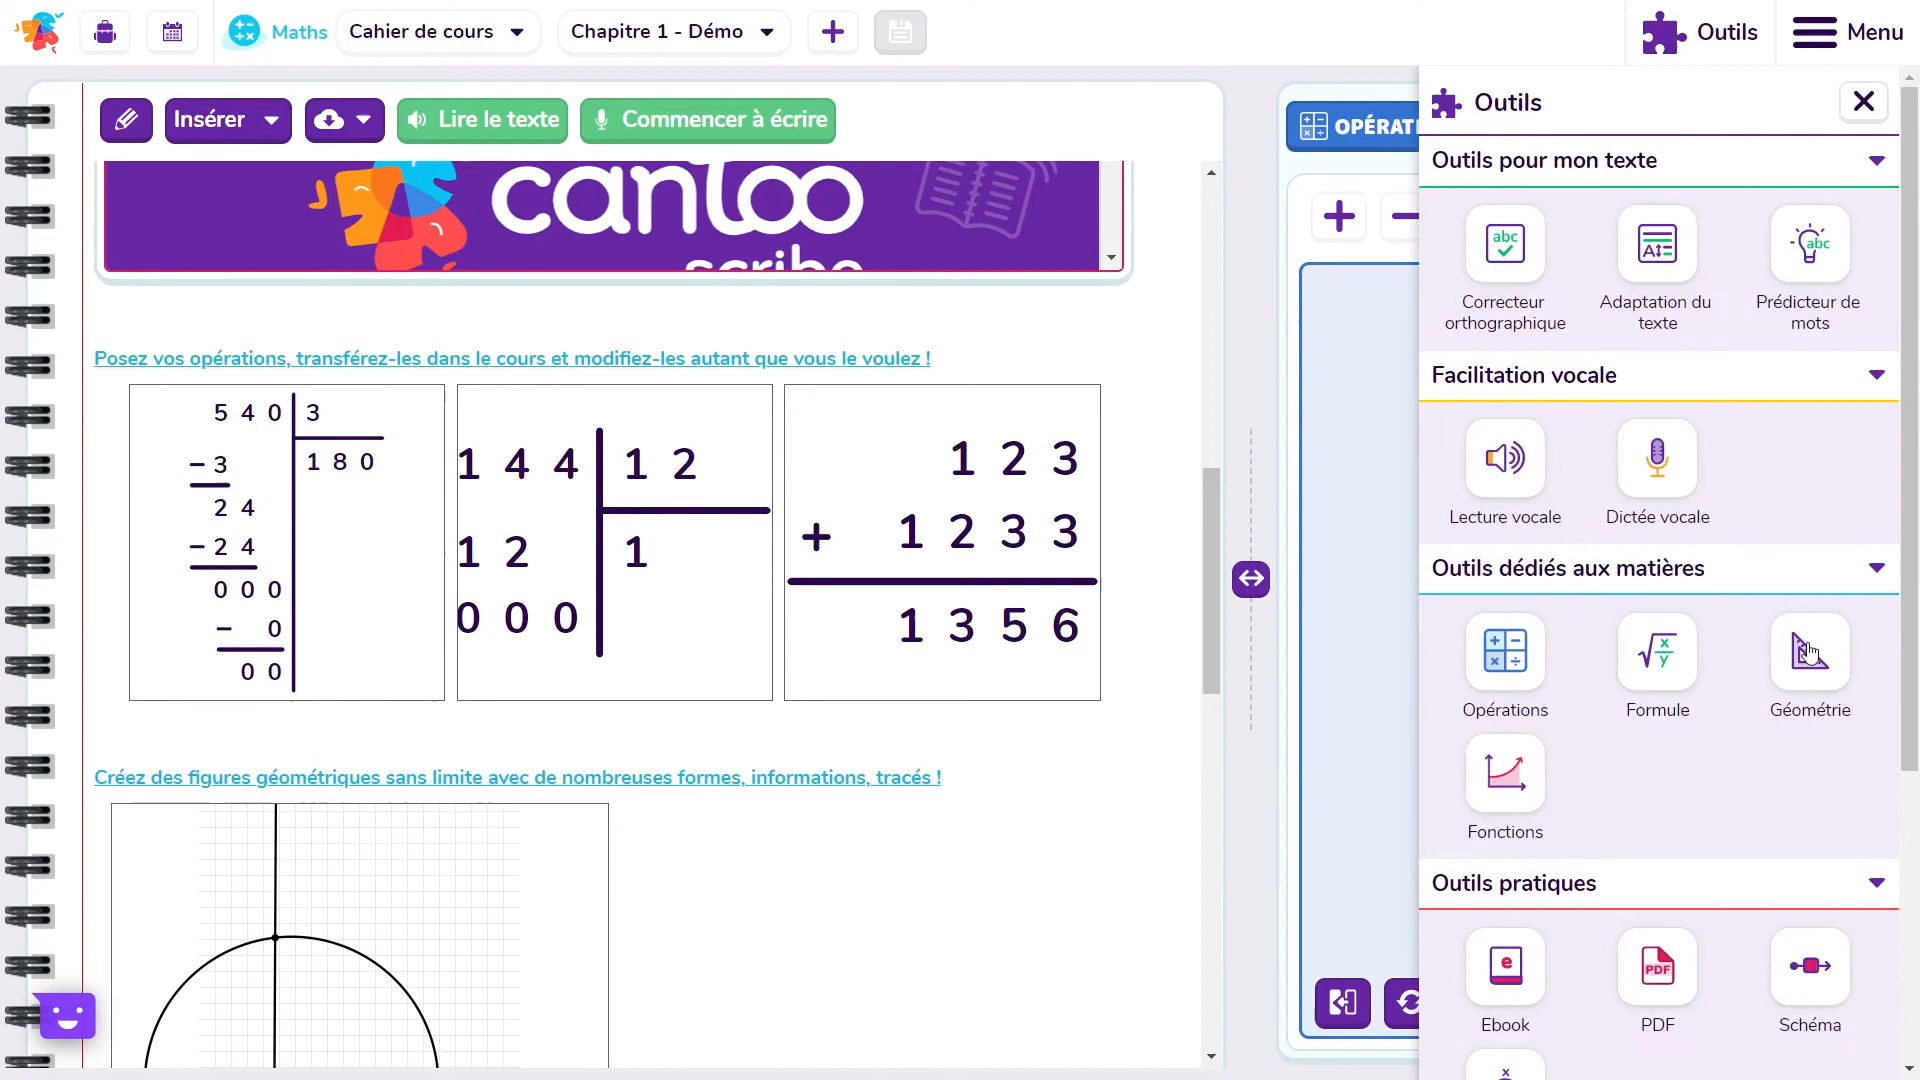 Maths
Cahier de cours
Chapitre 1 - Démo
Outils
Menu
Insérer
Lire le texte
Commencer à écrire
cantoo
scribe
Posez vos opérations, transférez-les dans le cours et modifiez-les autant que vous le voulez !
5 4 0 3
- 3 1 8 0
2 4
- 2 4
0 0 0
- 0
0 0
1 4 4 1 2
1 2 1
0 0 0
1 2 3
+ 1 2 3 3
1 3 5 6
Créez des figures géométriques sans limite avec de nombreuses formes, informations, tracés !
OPÉRAT
Outils
Outils pour mon texte
abc
Correcteur
orthographique
A
Adaptation du
texte
abc
Prédicteur de
mots
Facilitation vocale
Lecture vocale
Dictée vocale
Outils dédiés aux matières
+ - × ÷
Opérations
√ x/y
Formule
Géométrie
Fonctions
Outils pratiques
e
Ebook
PDF
PDF
Schéma
x